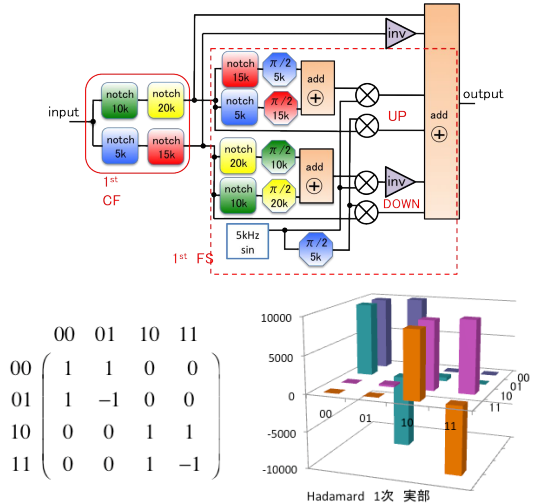 input
notch 10k
notch 20k
notch 5k
notch 15k
1st CF
notch 15k
π/2 5k
notch 5k
π/2 15k
add
+
notch 20k
π/2 10k
notch 10k
π/2 20k
add
+
5kHz sin
π/2 5k
1st FS
UP
DOWN
inv
inv
add
+
output
00 01 10 11
00 1 1 0 0
01 1 -1 0 0
10 0 0 1 1
11 0 0 1 -1
10000
5000
0
-5000
-10000
00
01
10
11
00
01
10
11
Hadamard 1次 実部